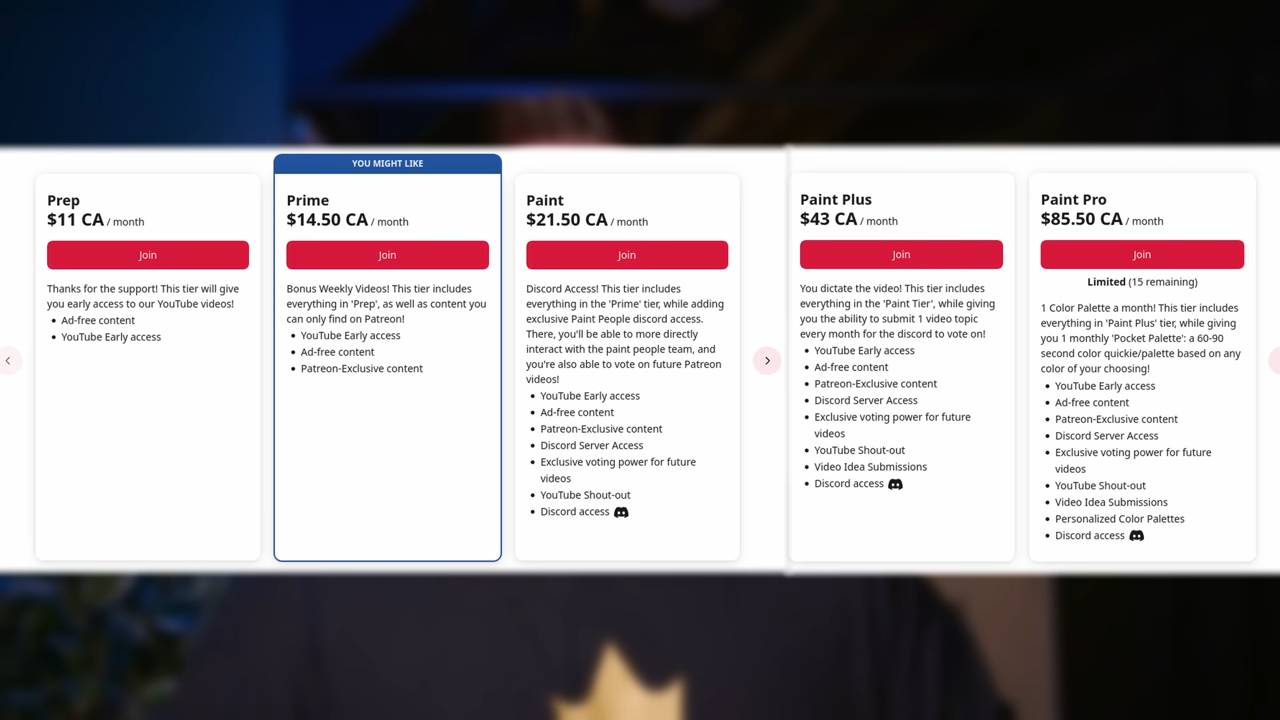 Prep
$11 CA / month
Join
Thanks for the support! This tier will give
you early access to our YouTube videos!
• Ad-free content
• YouTube Early access
YOU MIGHT LIKE
Prime
$14.50 CA / month
Join
Bonus Weekly Videos! This tier includes
everything in 'Prep', as well as content you
can only find on Patreon!
• YouTube Early access
• Ad-free content
• Patreon-Exclusive content
Paint
$21.50 CA / month
Join
Discord Access! This tier includes
everything in the 'Prime' tier, while adding
exclusive Paint People discord access.
There, you'll be able to more directly
interact with the paint people team, and
you're also able to vote on future Patreon
videos!
• YouTube Early access
• Ad-free content
• Patreon-Exclusive content
• Discord Server Access
• Exclusive voting power for future
videos
• YouTube Shout-out
• Discord access
Paint Plus
$43 CA / month
Join
You dictate the video! This tier includes
everything in the 'Paint Tier', while giving
you the ability to submit 1 video topic
every month for the discord to vote on!
• YouTube Early access
• Ad-free content
• Patreon-Exclusive content
• Discord Server Access
• Exclusive voting power for future
videos
• YouTube Shout-out
• Video Idea Submissions
• Discord access
Paint Pro
$85.50 CA / month
Join
Limited (15 remaining)
1 Color Palette a month! This tier includes
everything in 'Paint Plus' tier, while giving
you 1 monthly 'Pocket Palette': a 60-90
second color quickie/palette based on any
color of your choosing!
• YouTube Early access
• Ad-free content
• Patreon-Exclusive content
• Discord Server Access
• Exclusive voting power for future
videos
• YouTube Shout-out
• Video Idea Submissions
• Personalized Color Palettes
• Discord access